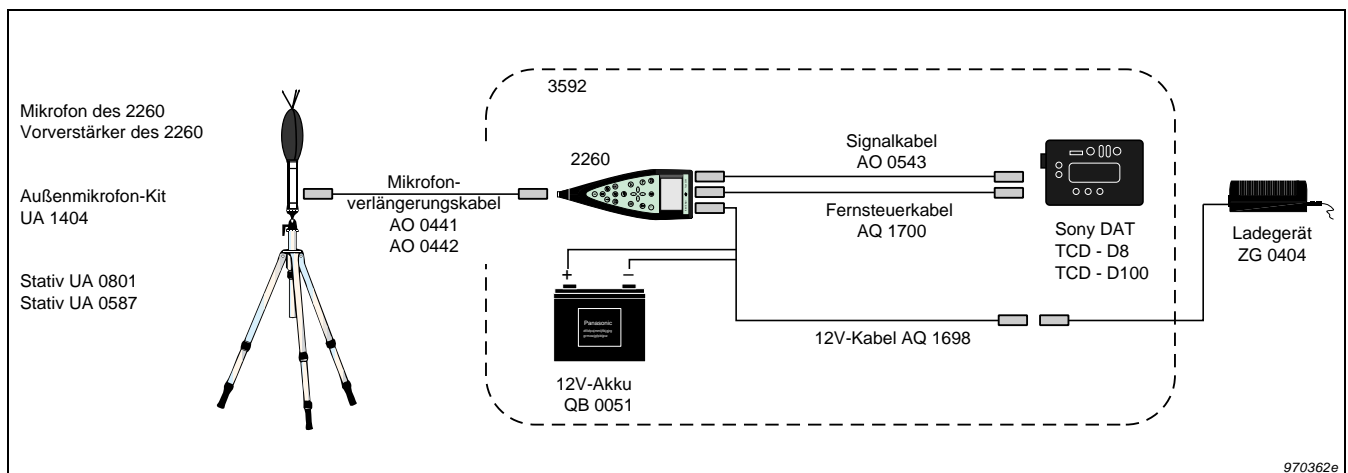 Mikrofon des 2260
Vorverstärker des 2260
Außenmikrofon-Kit
UA 1404
Stativ UA 0801
Stativ UA 0587
Mikrofon-
verlängerungskabel
AO 0441
AO 0442
3592
2260
Signalkabel
AO 0543
Fernsteuerkabel
AQ 1700
Sony DAT
TCD - D8
TCD - D100
Ladegerät
ZG 0404
+ −
Panasonic
12V-Akku
QB 0051
12V-Kabel AQ 1698
970362e